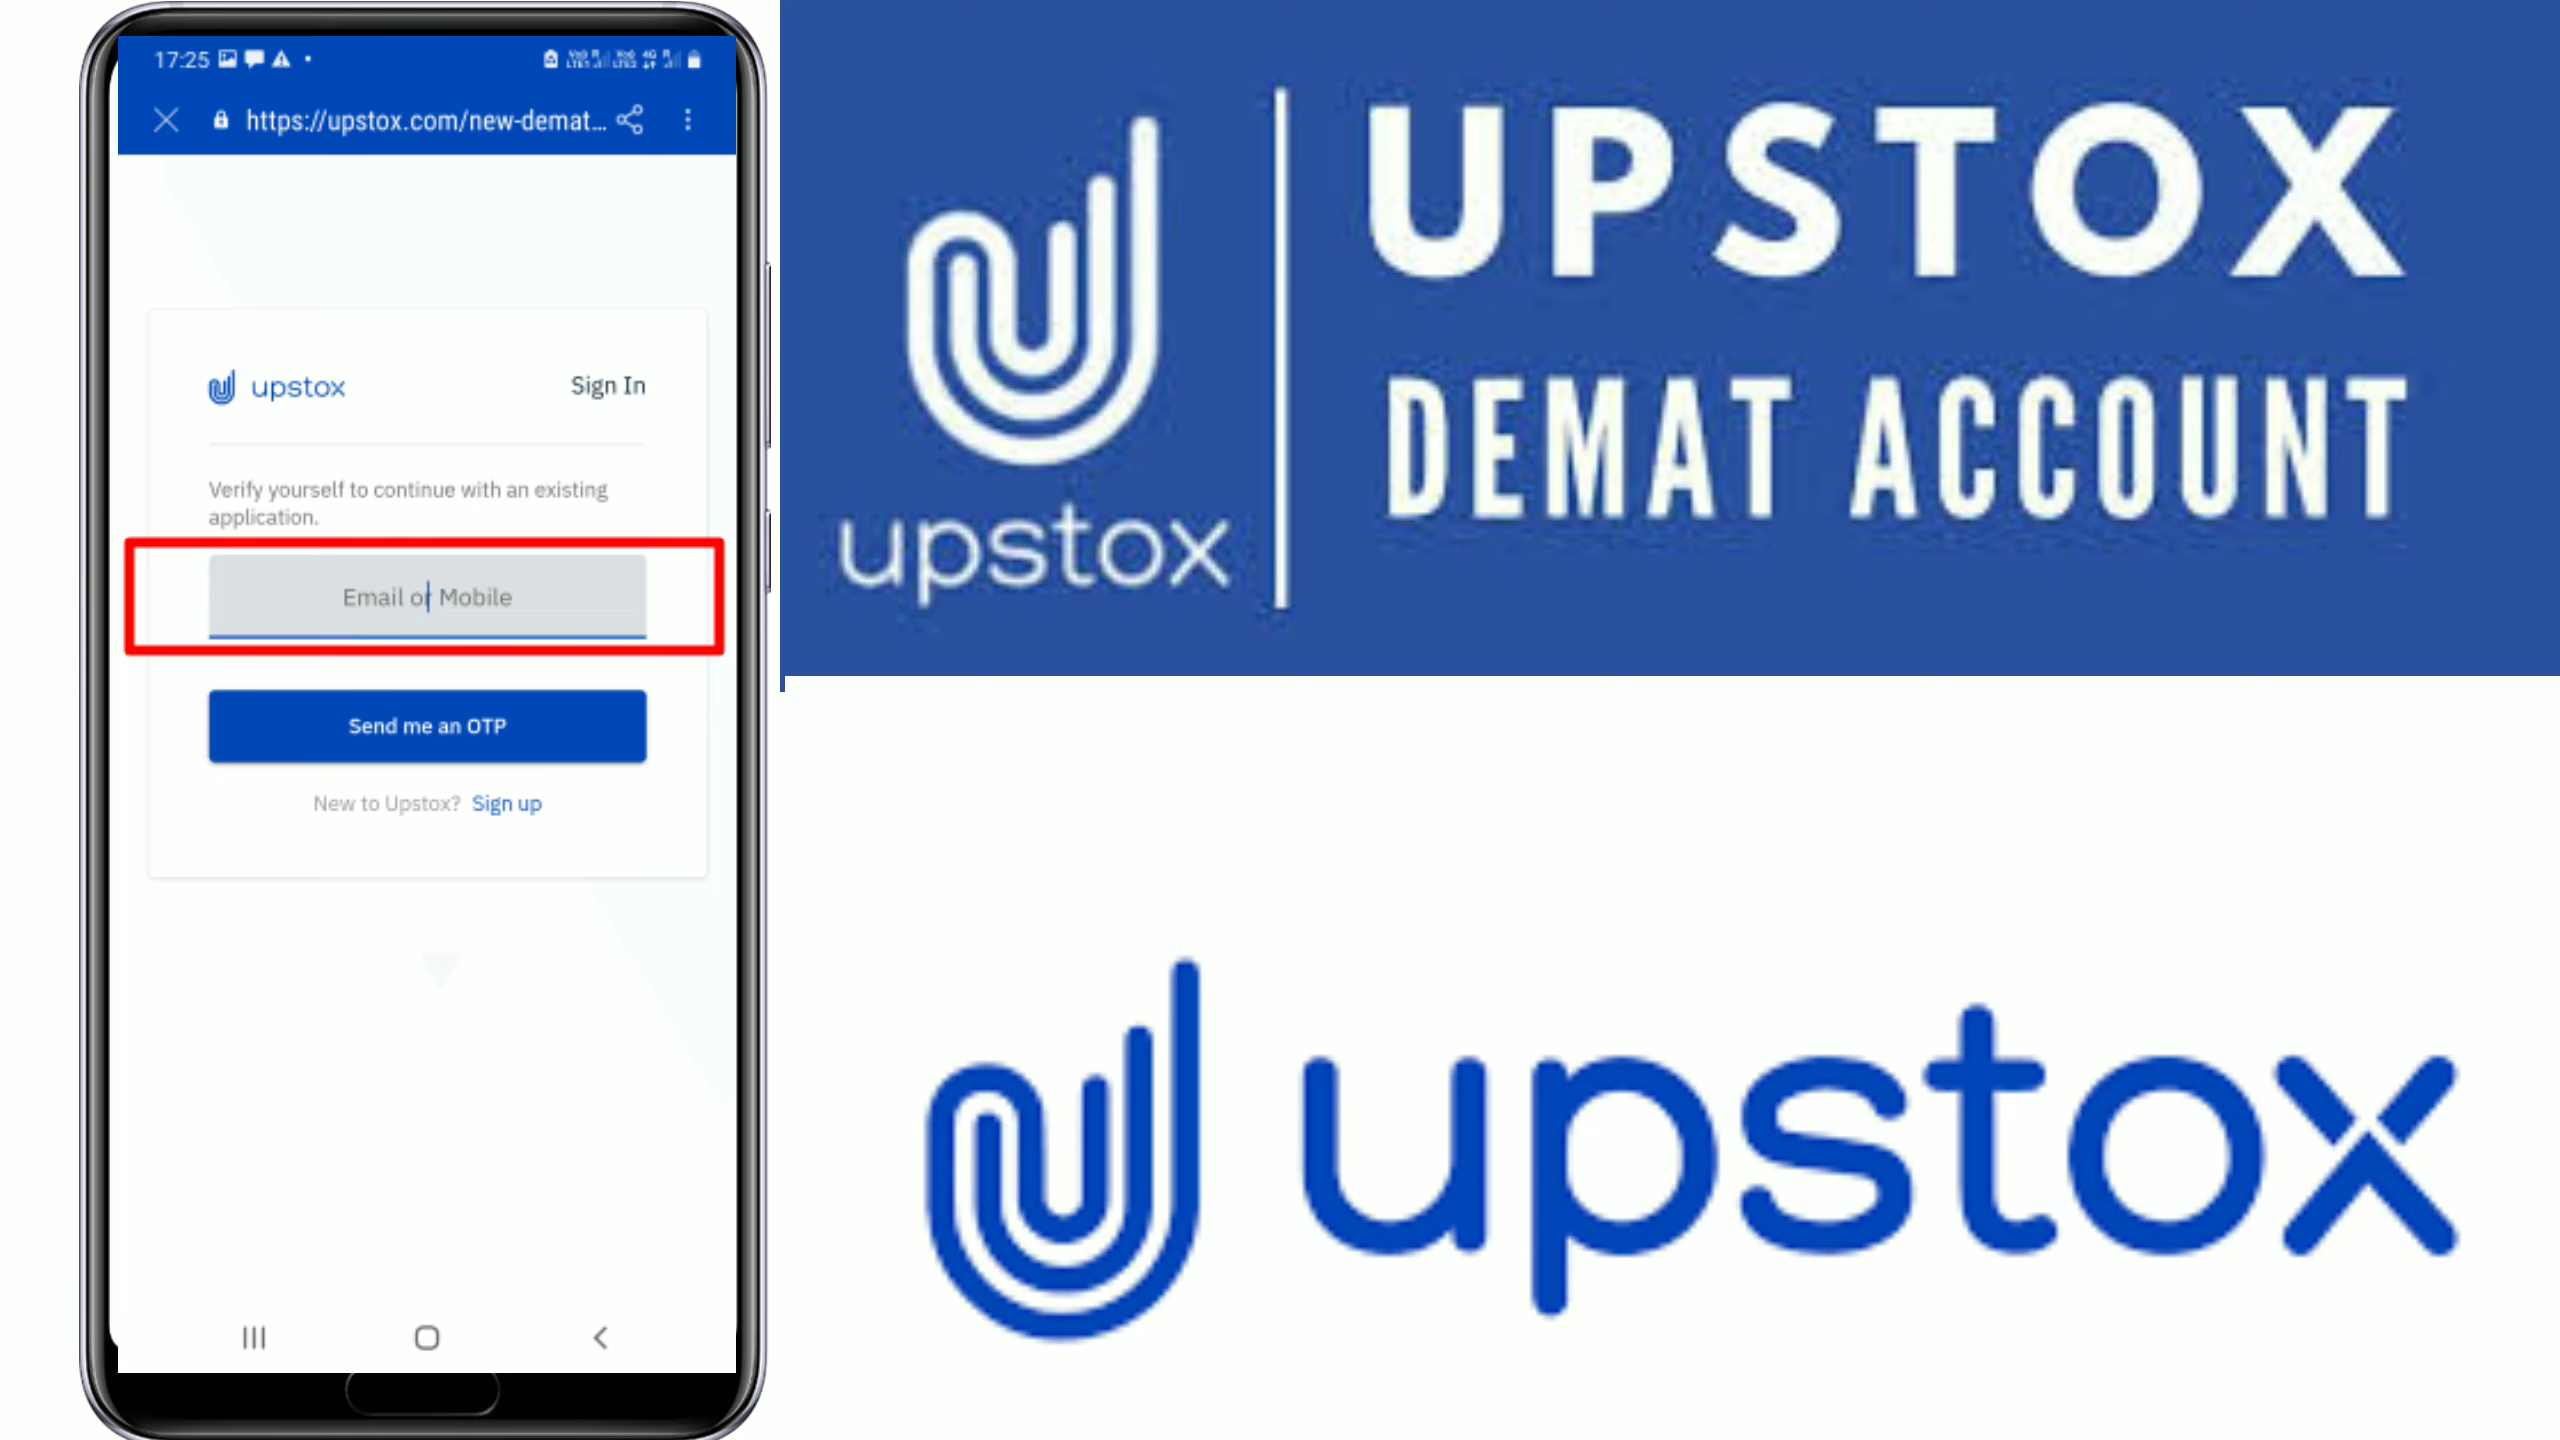 17:25
https://upstox.com/new-demat...
upstox
Sign In
Verify yourself to continue with an existing
application.
Email or Mobile
Send me an OTP
New to Upstox? Sign up
upstox
UPSTOX
DEMAT ACCOUNT
upstox